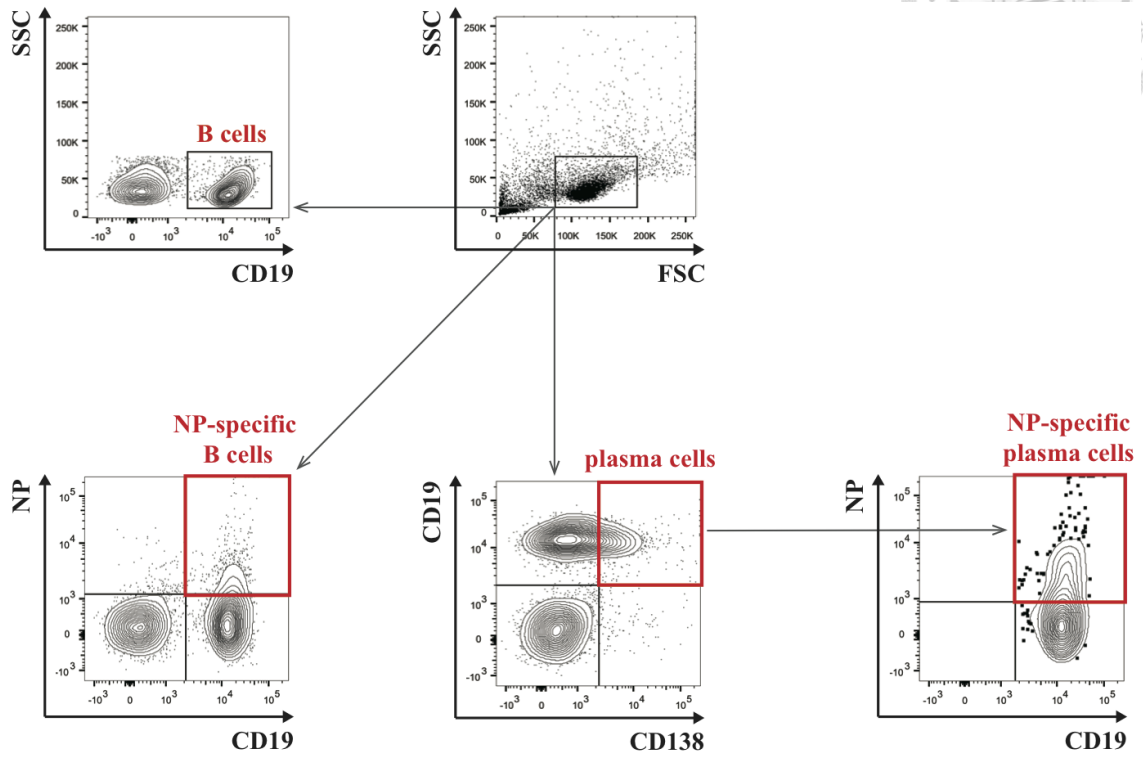 SSC
250K
200K
150K
100K
50K
0
B cells
-10³ 0 10³ 10⁴ 10⁵
CD19
SSC
250K
200K
150K
100K
50K
0
0 50K 100K 150K 200K 250K
FSC
NP-specific
B cells
NP
10⁵
10⁴
10³
0
-10³
-10³ 0 10³ 10⁴ 10⁵
CD19
plasma cells
CD19
10⁵
10⁴
10³
0
-10³
-10³ 0 10³ 10⁴ 10⁵
CD138
NP-specific
plasma cells
NP
10⁵
10⁴
10³
0
-10³
-10³ 0 10³ 10⁴ 10⁵
CD19